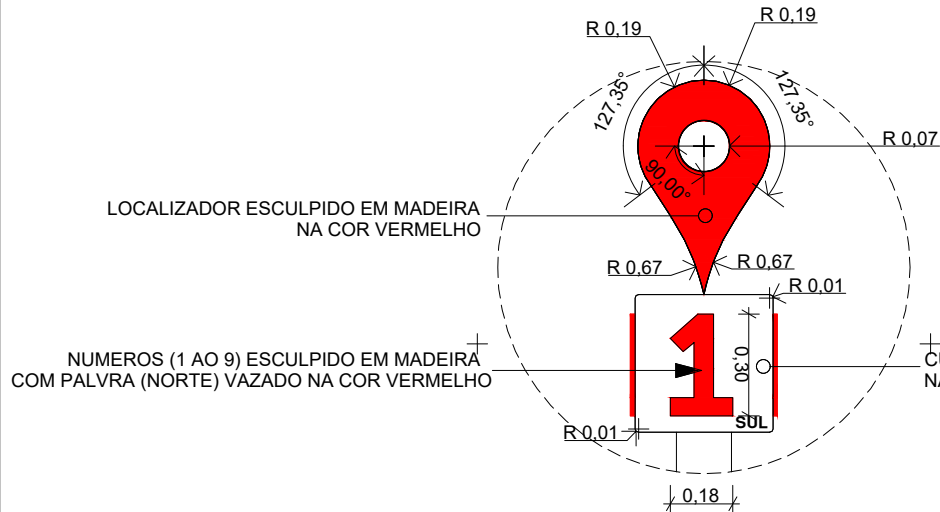 R 0,19
R 0,19
127,35°
127,35°
R 0,07
90,00°
LOCALIZADOR ESCULPIDO EM MADEIRA
NA COR VERMELHO
R 0,67
R 0,67
R 0,01
1
0,30
NUMEROS (1 AO 9) ESCULPIDO EM MADEIRA
COM PALVRA (NORTE) VAZADO NA COR VERMELHO
SUL
R 0,01
0,18